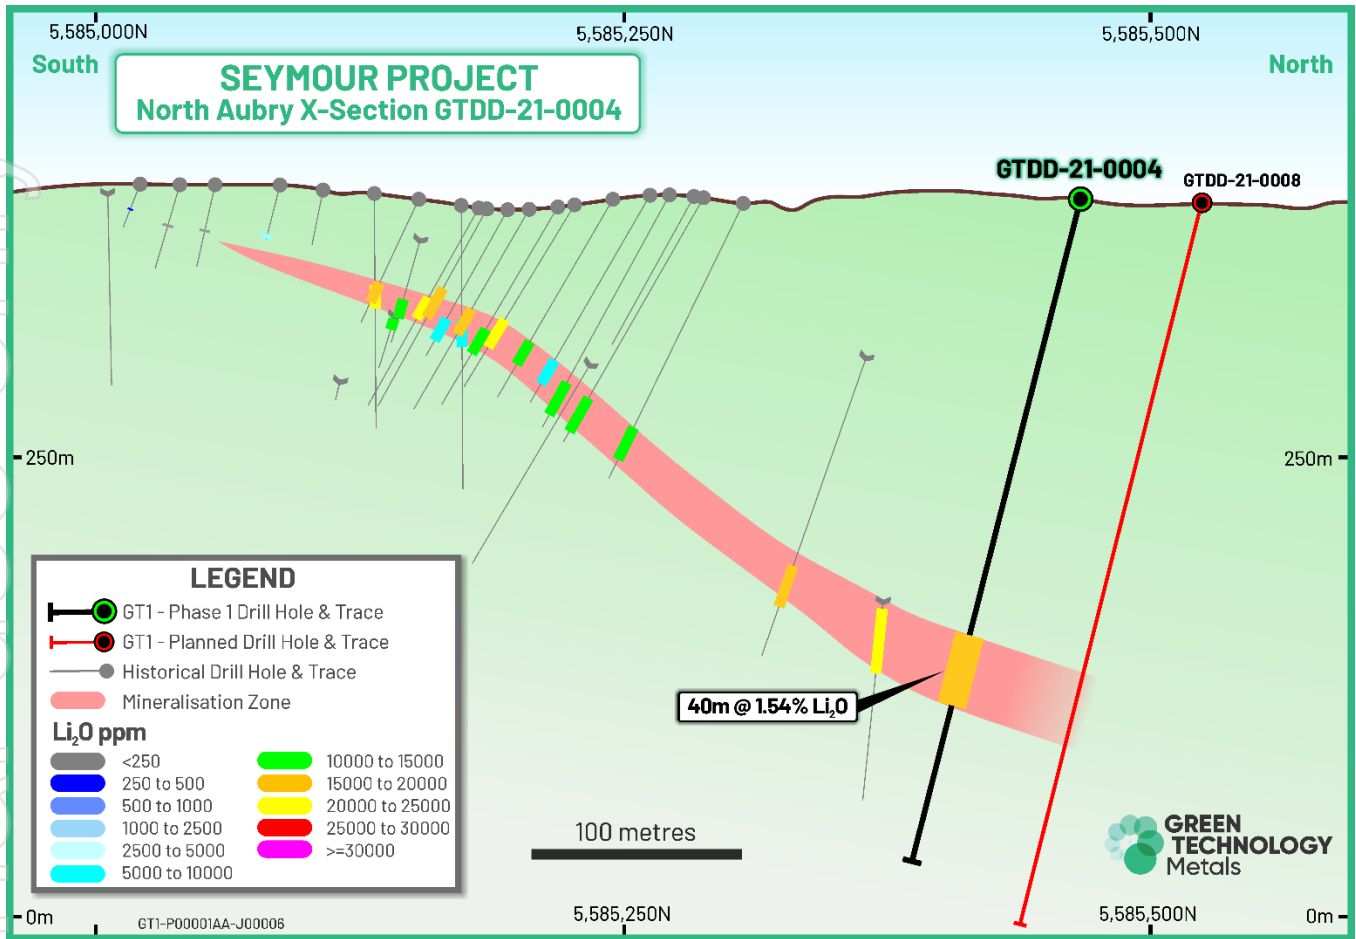 5,585,000N
5,585,250N
5,585,500N
South
North
SEYMOUR PROJECT
North Aubry X-Section GTDD-21-0004
GTDD-21-0004
GTDD-21-0008
250m
250m
LEGEND
GT1 - Phase 1 Drill Hole & Trace
GT1 - Planned Drill Hole & Trace
Historical Drill Hole & Trace
Mineralisation Zone
Li₂O ppm
<250
250 to 500
500 to 1000
1000 to 2500
2500 to 5000
5000 to 10000
10000 to 15000
15000 to 20000
20000 to 25000
25000 to 30000
>=30000
40m @ 1.54% Li₂O
100 metres
GREEN
TECHNOLOGY
Metals
0m
GT1-P00001AA-J00006
5,585,250N
5,585,500N
0m